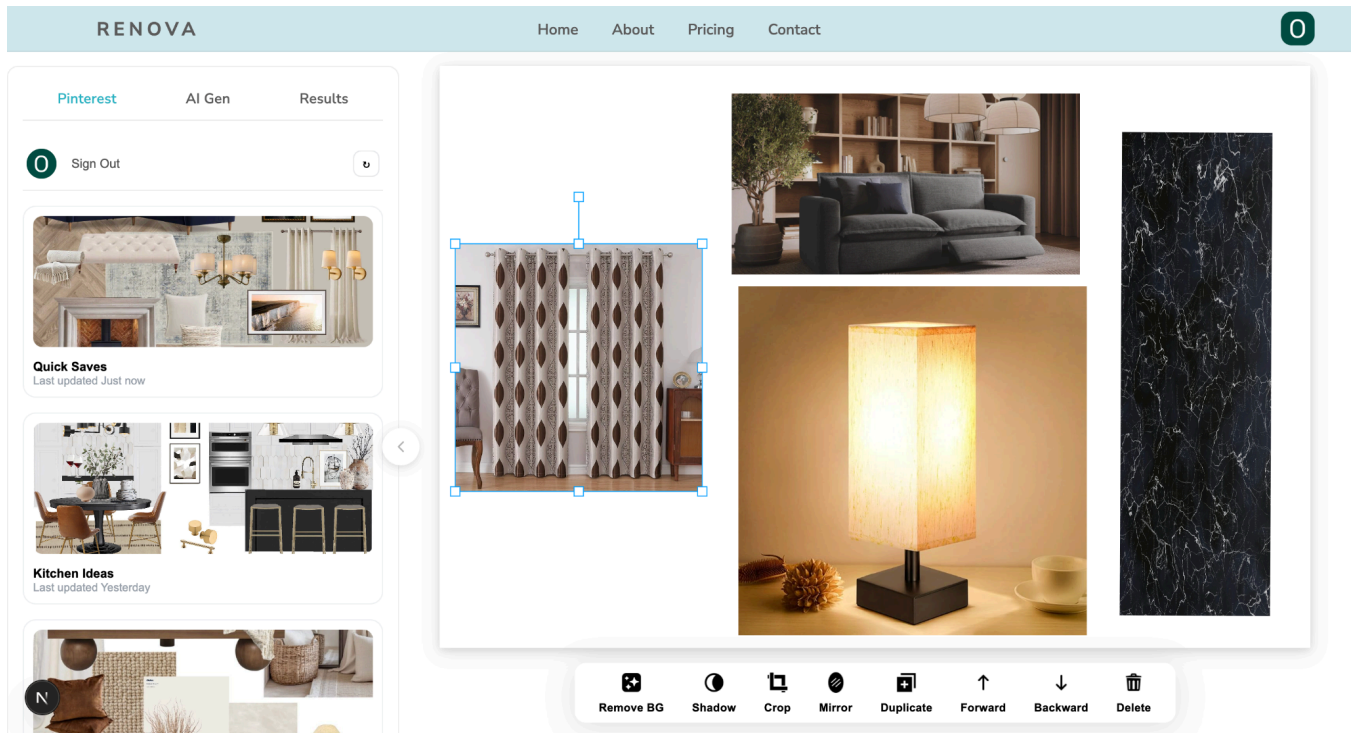 RENOVA
Home About Pricing Contact
O
Pinterest AI Gen Results
O Sign Out
Quick Saves
Last updated Just now
Kitchen Ideas
Last updated Yesterday
N
Remove BG Shadow Crop Mirror Duplicate Forward Backward Delete